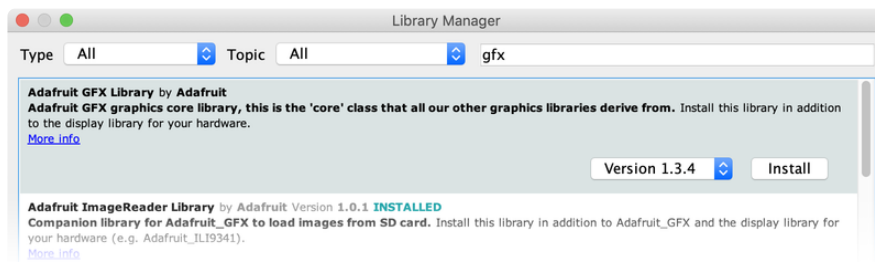 Library Manager
Type All Topic All gfx
Adafruit GFX Library by Adafruit
Adafruit GFX graphics core library, this is the 'core' class that all our other graphics libraries derive from. Install this library in addition
to the display library for your hardware.
More info
Version 1.3.4 Install
Adafruit ImageReader Library by Adafruit Version 1.0.1 INSTALLED
Companion library for Adafruit_GFX to load images from SD card. Install this library in addition to Adafruit_GFX and the display library for
your hardware (e.g. Adafruit_ILI9341).
More info